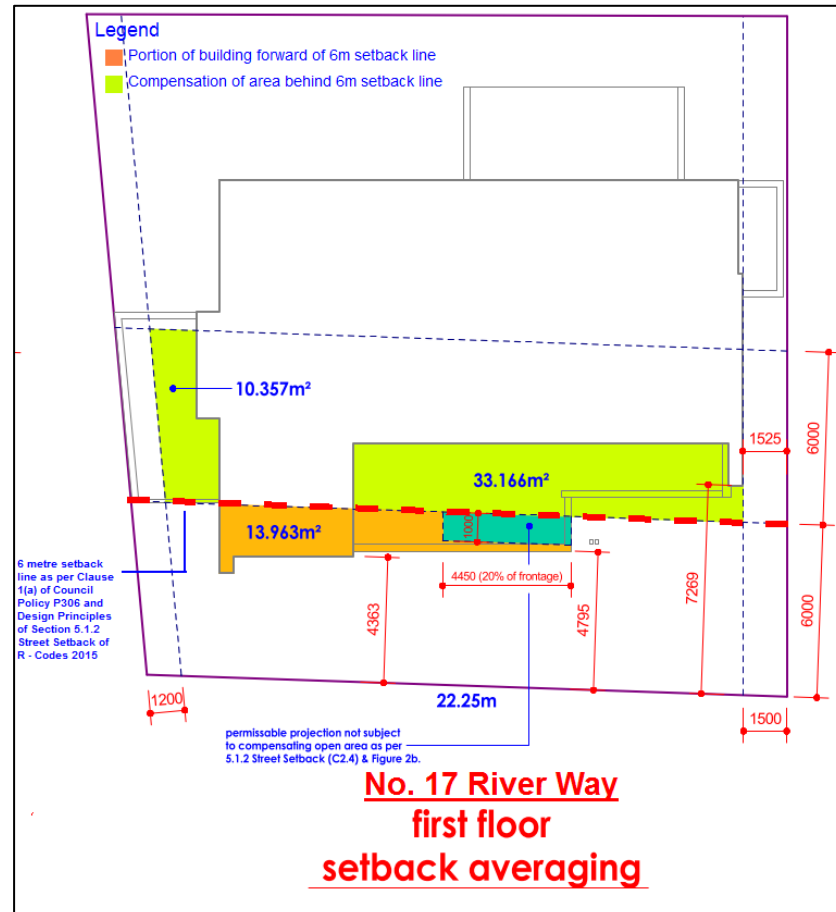 Legend
Portion of building forward of 6m setback line
Compensation of area behind 6m setback line
10.357m²
6000
1525
33.166m²
13.963m²
1000
6 metre setback
line as per Clause
1(a) of Council
Policy P306 and
Design Principles
of Section 5.1.2
Street Setback of
R - Codes 2015
4450 (20% of frontage)
4363
4795
7269
6000
1200
22.25m
1500
permissable projection not subject
to compensating open area as per
5.1.2 Street Setback (C2.4) & Figure 2b.
No. 17 River Way
first floor
setback averaging